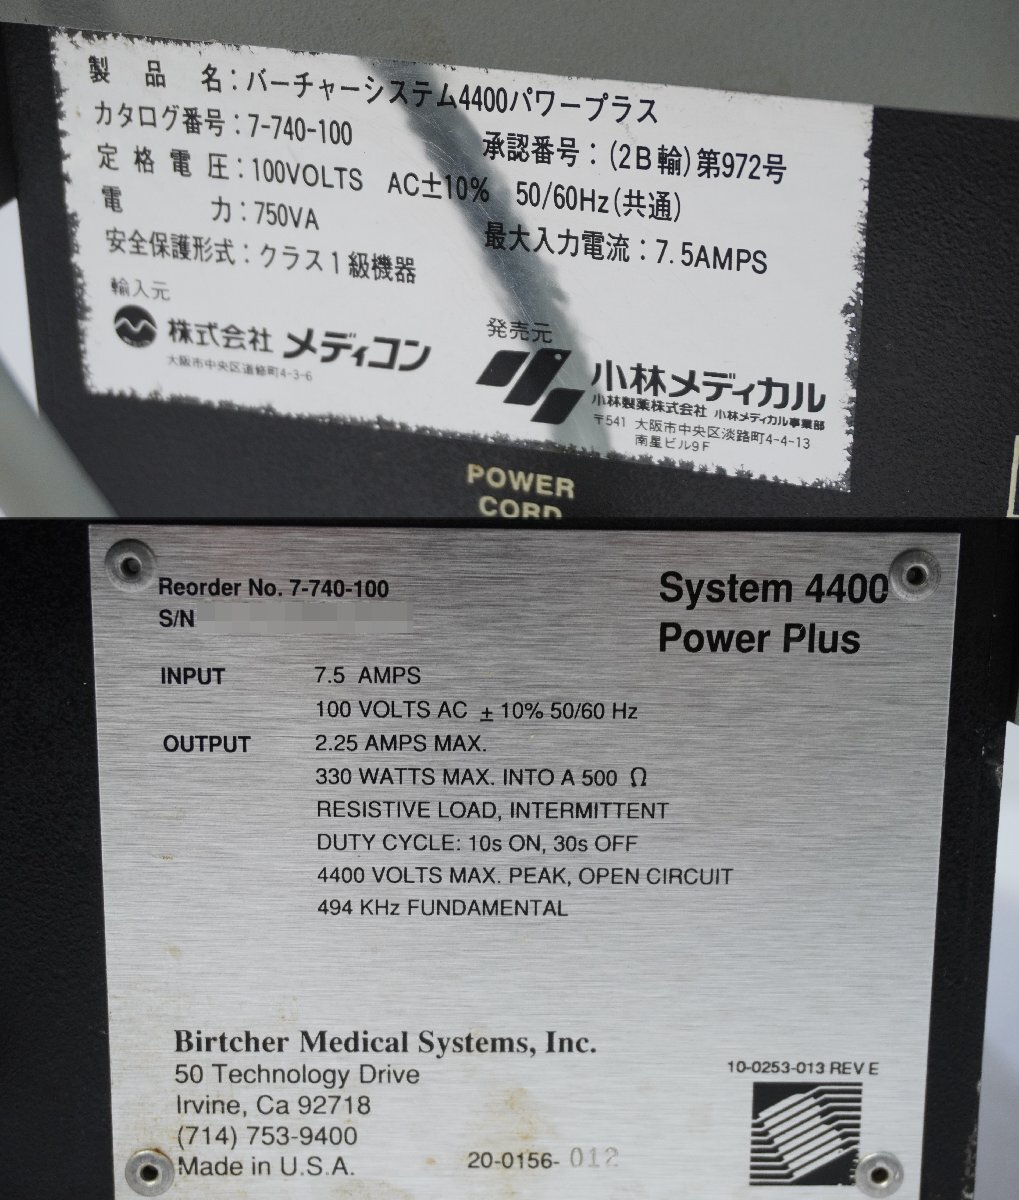 製品名:バーチャーシステム4400パワープラス
カタログ番号:7-740-100 承認番号:(2B輸)第972号
定格電圧:100VOLTS AC±10% 50/60Hz(共通)
電力:750VA 最大入力電流:7.5AMPS
安全保護形式:クラス1級機器
輸入元
株式会社 メディコン
大阪市中央区道修町4-3-6
発売元
小林メディカル
小林製薬株式会社 小林メディカル事業部
〒541 大阪市中央区淡路町4-4-13
南星ビル9F
POWER
CORD
Reorder No. 7-740-100
S/N
System 4400
Power Plus
INPUT 7.5 AMPS
100 VOLTS AC ± 10% 50/60 Hz
OUTPUT 2.25 AMPS MAX.
330 WATTS MAX. INTO A 500 Ω
RESISTIVE LOAD, INTERMITTENT
DUTY CYCLE: 10s ON, 30s OFF
4400 VOLTS MAX. PEAK, OPEN CIRCUIT
494 KHz FUNDAMENTAL
Birtcher Medical Systems, Inc.
50 Technology Drive
Irvine, Ca 92718
(714) 753-9400
Made in U.S.A.
20-0156-012
10-0253-013 REV E